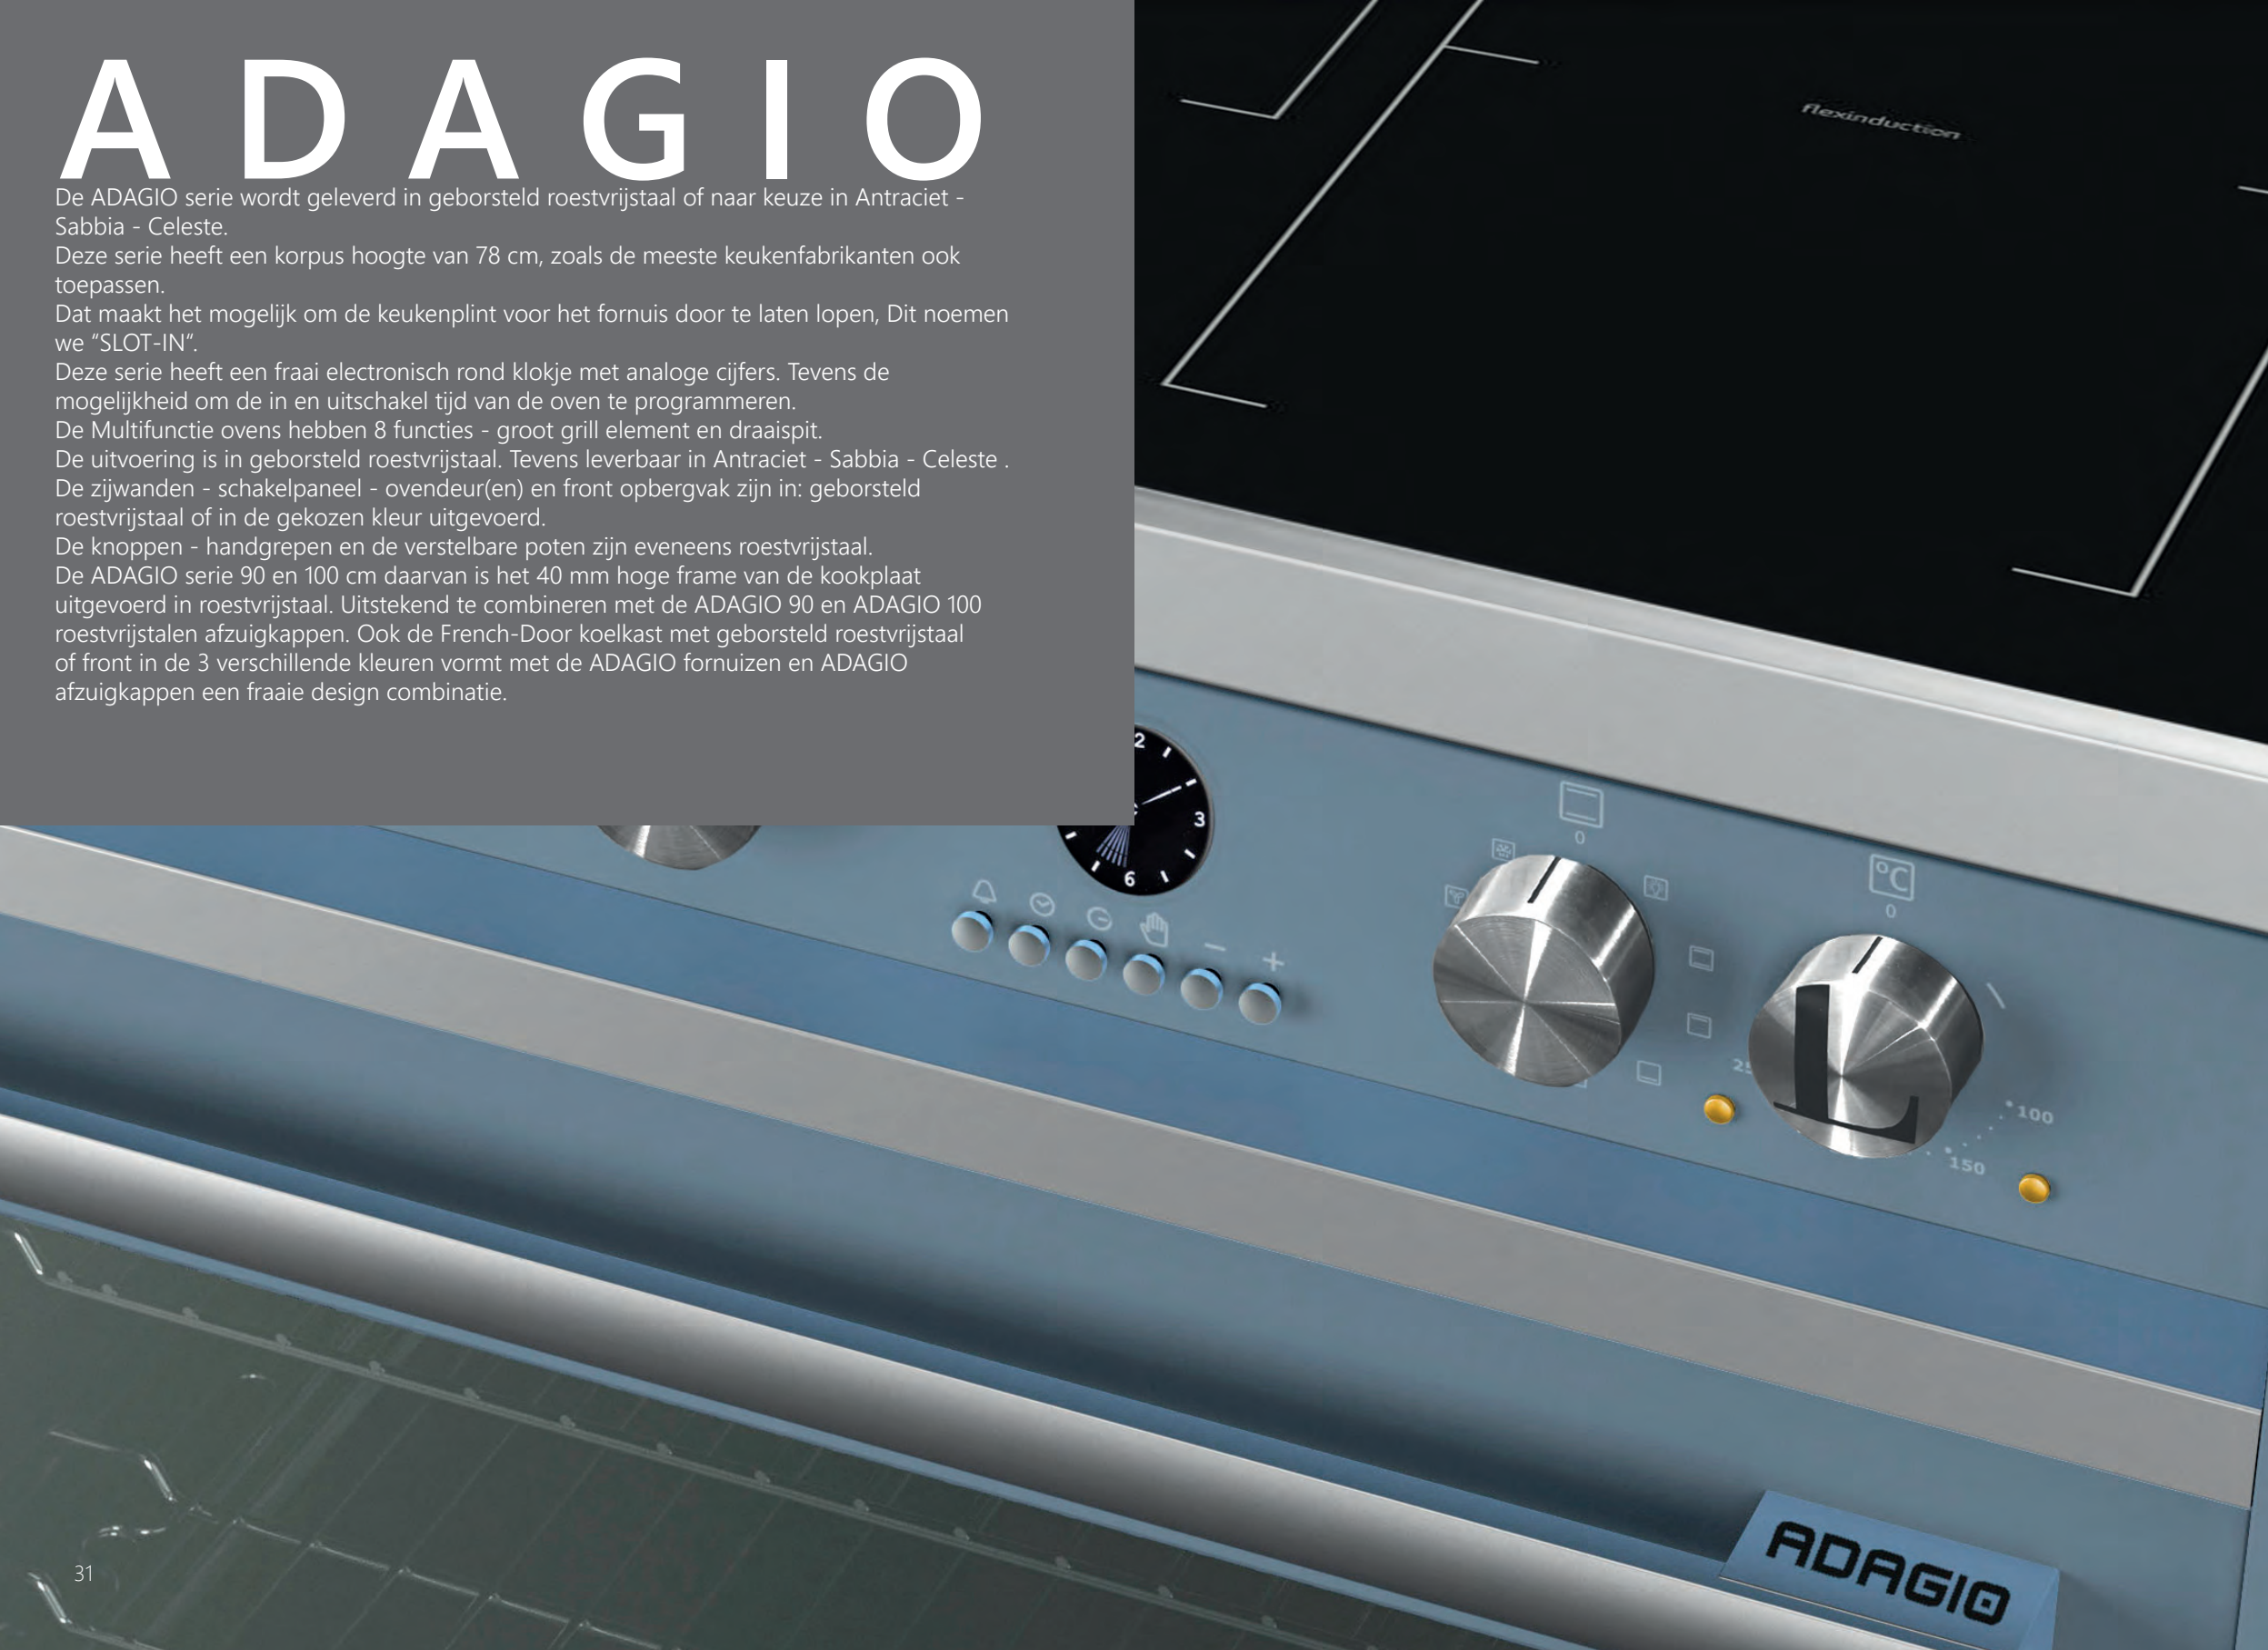 ADAGIO
De ADAGIO serie wordt geleverd in geborsteld roestvrijstaal of naar keuze in Antraciet -
Sabbia - Celeste.
Deze serie heeft een korpus hoogte van 78 cm, zoals de meeste keukenfabrikanten ook
toepassen.
Dat maakt het mogelijk om de keukenplint voor het fornuis door te laten lopen, Dit noemen
we “SLOT-IN“.
Deze serie heeft een fraai electronisch rond klokje met analoge cijfers. Tevens de
mogelijkheid om de in en uitschakel tijd van de oven te programmeren.
De Multifunctie ovens hebben 8 functies - groot grill element en draaispit.
De uitvoering is in geborsteld roestvrijstaal. Tevens leverbaar in Antraciet - Sabbia - Celeste .
De zijwanden - schakelpaneel - ovendeur(en) en front opbergvak zijn in: geborsteld
roestvrijstaal of in de gekozen kleur uitgevoerd.
De knoppen - handgrepen en de verstelbare poten zijn eveneens roestvrijstaal.
De ADAGIO serie 90 en 100 cm daarvan is het 40 mm hoge frame van de kookplaat
uitgevoerd in roestvrijstaal. Uitstekend te combineren met de ADAGIO 90 en ADAGIO 100
roestvrijstalen afzuigkappen. Ook de French-Door koelkast met geborsteld roestvrijstaal
of front in de 3 verschillende kleuren vormt met de ADAGIO fornuizen en ADAGIO
afzuigkappen een fraaie design combinatie.
flexinduction
2
3
6
0
°C
0
- +
L
100
150
ADAGIO
31